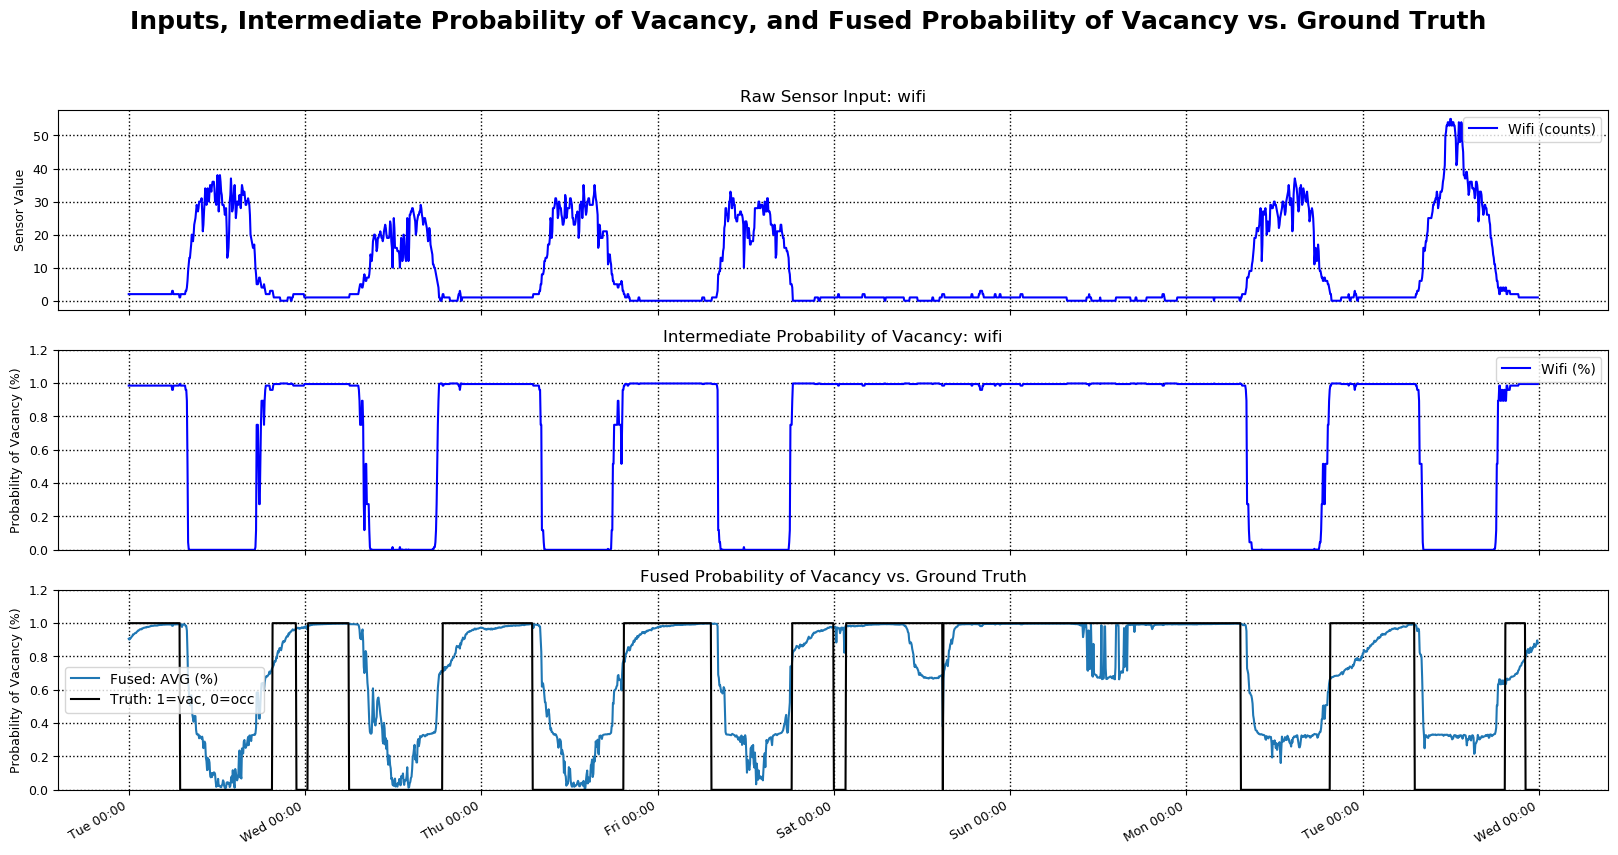 Inputs, Intermediate Probability of Vacancy, and Fused Probability of Vacancy vs. Ground Truth
Raw Sensor Input: wifi
Sensor Value
50
40
30
20
10
0
Wifi (counts)
Intermediate Probability of Vacancy: wifi
Probability of Vacancy (%)
1.2
1.0
0.8
0.6
0.4
0.2
0.0
Wifi (%)
Fused Probability of Vacancy vs. Ground Truth
Probability of Vacancy (%)
1.2
1.0
0.8
0.6
0.4
0.2
0.0
Fused: AVG (%)
Truth: 1=vac, 0=occ
Tue 00:00
Wed 00:00
Thu 00:00
Fri 00:00
Sat 00:00
Sun 00:00
Mon 00:00
Tue 00:00
Wed 00:00